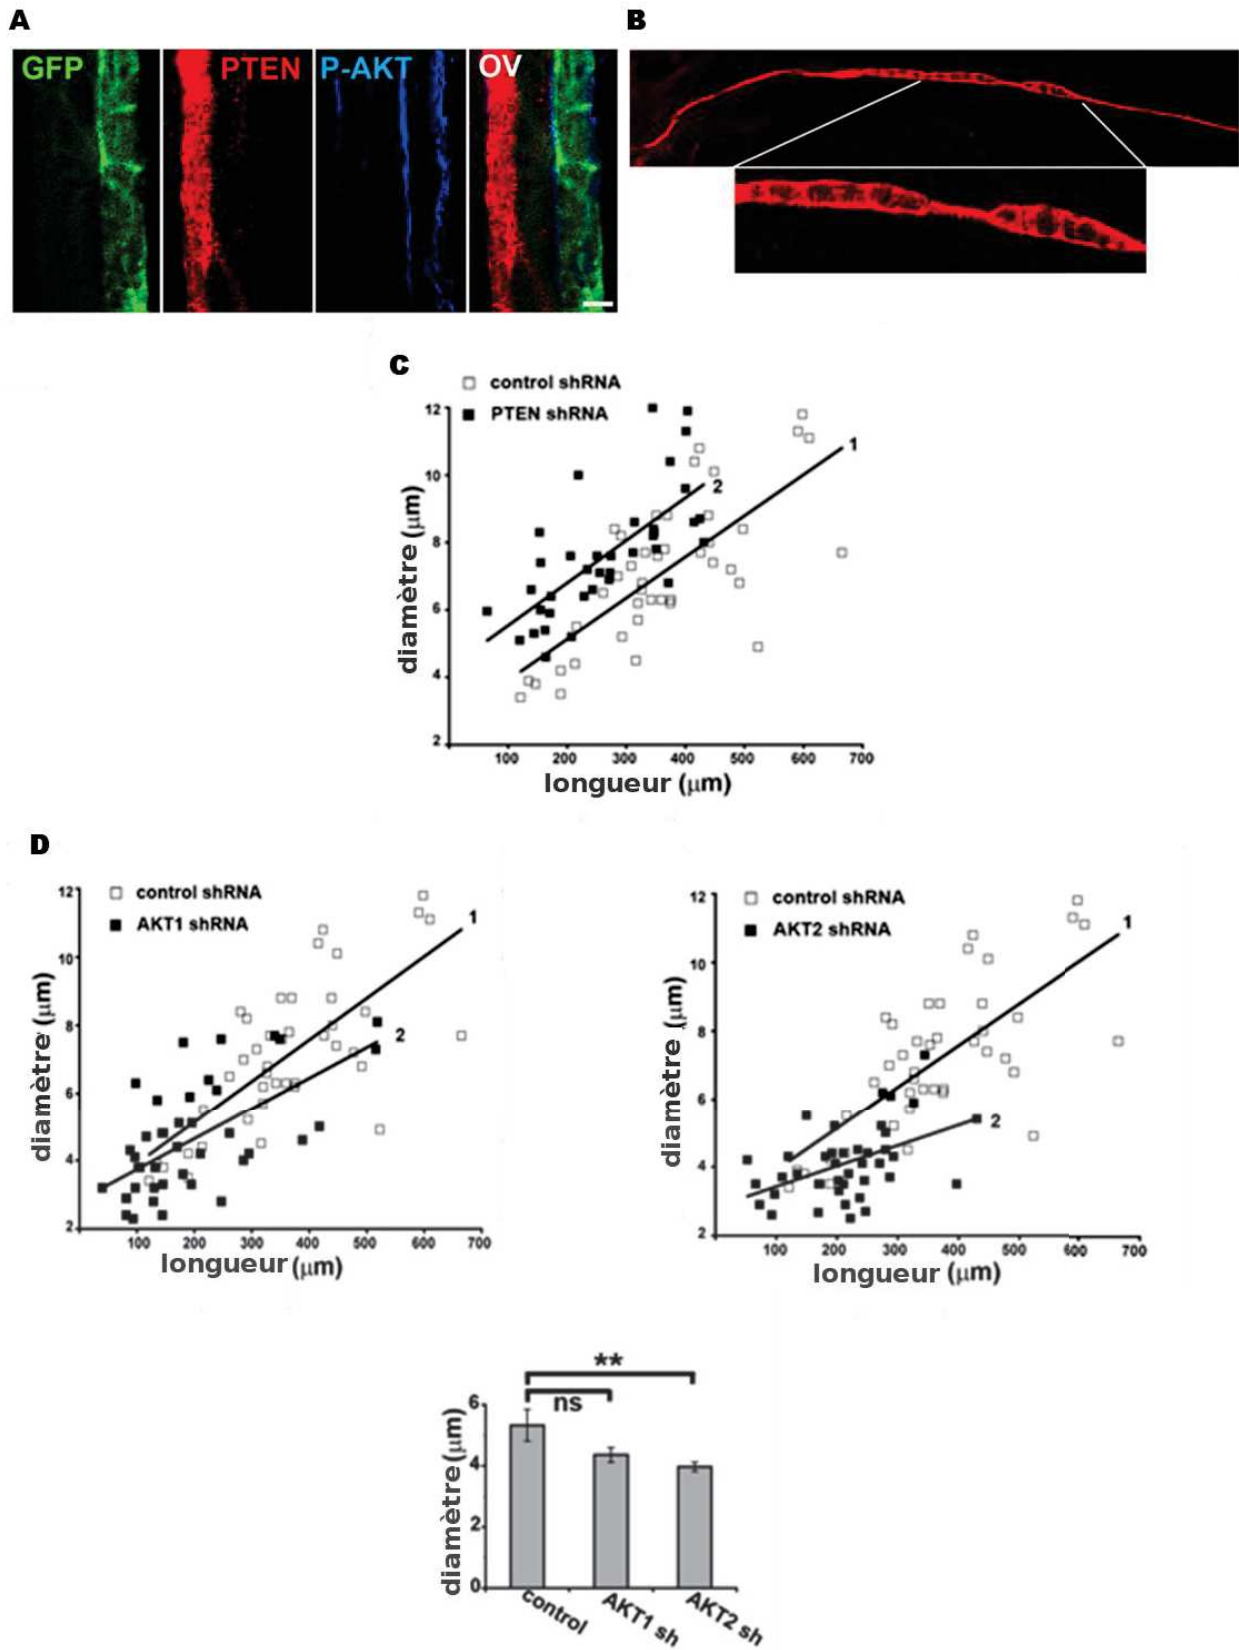 A
B
GFP PTEN P-AKT OV
C
control shRNA
PTEN shRNA
12
10
8
6
4
2
1
2
diamètre (µm)
100 200 300 400 500 600 700
longueur (µm)
D
control shRNA
AKT1 shRNA
12
10
8
6
4
2
1
2
diamètre (µm)
100 200 300 400 500 600 700
longueur (µm)
control shRNA
AKT2 shRNA
12
10
8
6
4
2
1
2
diamètre (µm)
100 200 300 400 500 600 700
longueur (µm)
**
ns
6
4
2
0
diamètre (µm)
control AKT1 sh AKT2 sh